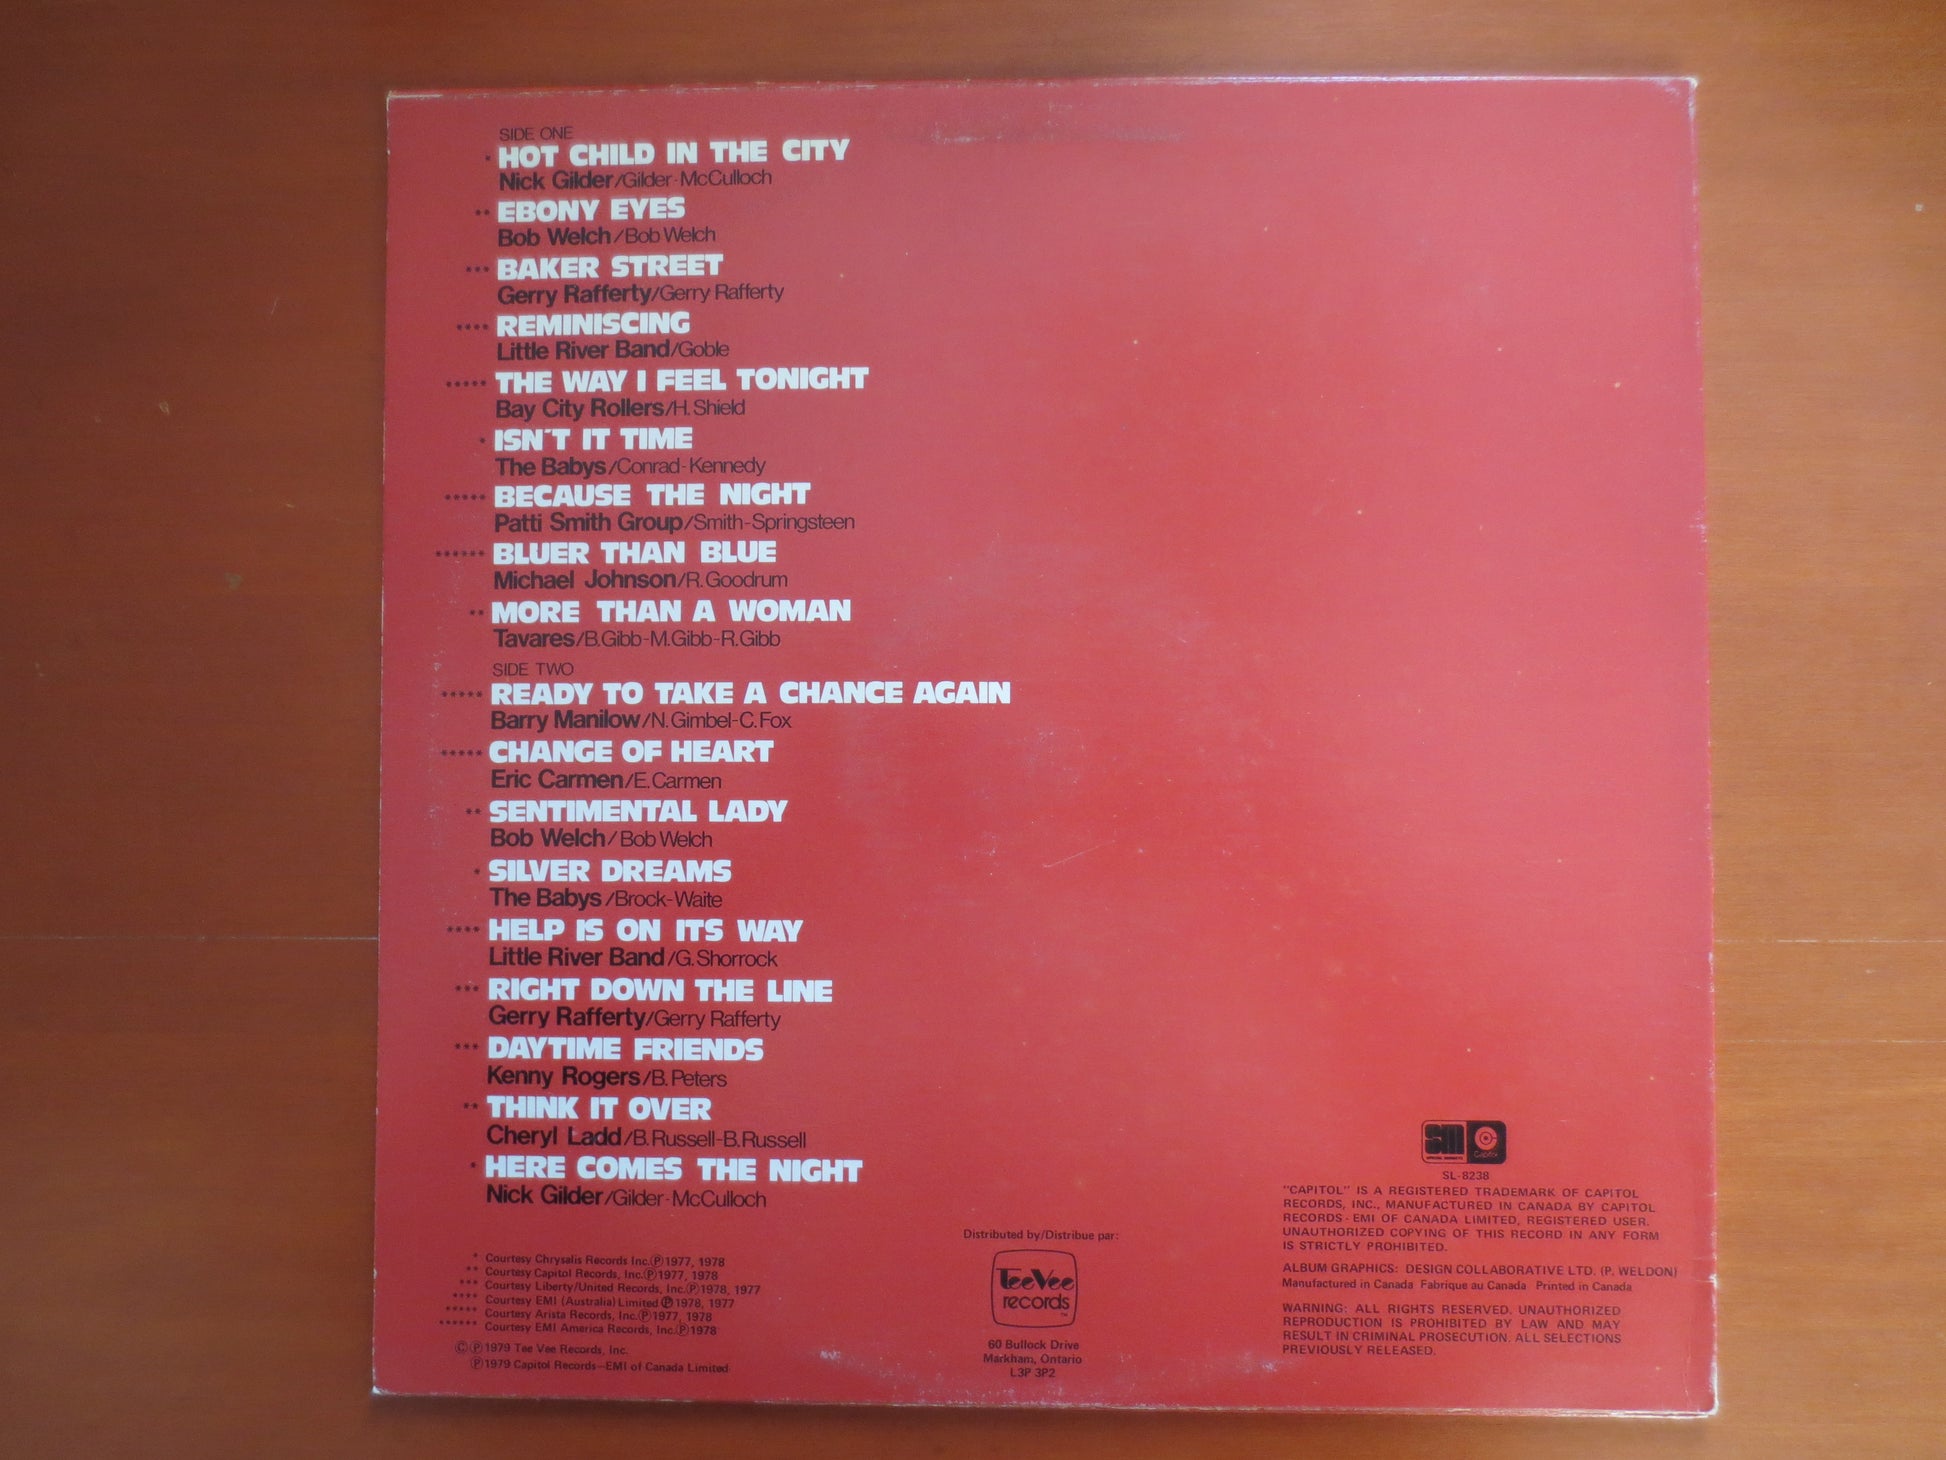 SIDE ONE
* HOT CHILD IN THE CITY
Nick Gilder/Gilder-McCulloch
** EBONY EYES
Bob Welch/Bob Welch
*** BAKER STREET
Gerry Rafferty/Gerry Rafferty
**** REMINISCING
Little River Band/Goble
***** THE WAY I FEEL TONIGHT
Bay City Rollers/H. Shield
* ISN'T IT TIME
The Babys/Conrad-Kennedy
***** BECAUSE THE NIGHT
Patti Smith Group/Smith-Springsteen
****** BLUER THAN BLUE
Michael Johnson/R. Goodrum
** MORE THAN A WOMAN
Tavares/B. Gibb-M. Gibb-R. Gibb
SIDE TWO
***** READY TO TAKE A CHANCE AGAIN
Barry Manilow/N. Gimbel-C. Fox
***** CHANGE OF HEART
Eric Carmen/E. Carmen
** SENTIMENTAL LADY
Bob Welch/Bob Welch
* SILVER DREAMS
The Babys/Brock-Waite
**** HELP IS ON ITS WAY
Little River Band/G. Shorrock
*** RIGHT DOWN THE LINE
Gerry Rafferty/Gerry Rafferty
*** DAYTIME FRIENDS
Kenny Rogers/B. Peters
** THINK IT OVER
Cheryl Ladd/B. Russell-B. Russell
* HERE COMES THE NIGHT
Nick Gilder/Gilder-McCulloch
* Courtesy Chrysalis Records Inc. Ⓟ 1977, 1978
** Courtesy Capitol Records, Inc. Ⓟ 1977, 1978
*** Courtesy Liberty/United Records, Inc. Ⓟ 1978, 1977
**** Courtesy EMI (Australia) Limited Ⓟ 1978, 1977
***** Courtesy Arista Records, Inc. Ⓟ 1977, 1978
****** Courtesy EMI America Records, Inc. Ⓟ 1978
© Ⓟ 1979 Tee Vee Records, Inc.
Ⓟ 1979 Capitol Records—EMI of Canada Limited
Distributed by/Distribue par:
TeeVee
records
TM
60 Bullock Drive
Markham, Ontario
L3P 3P2
SM
SPECIAL MARKETS
Capitol
SL-8238
"CAPITOL" IS A REGISTERED TRADEMARK OF CAPITOL
RECORDS, INC., MANUFACTURED IN CANADA BY CAPITOL
RECORDS-EMI OF CANADA LIMITED, REGISTERED USER.
UNAUTHORIZED COPYING OF THIS RECORD IN ANY FORM
IS STRICTLY PROHIBITED.
ALBUM GRAPHICS: DESIGN COLLABORATIVE LTD. (P. WELDON)
Manufactured in Canada Fabrique au Canada Printed in Canada
WARNING: ALL RIGHTS RESERVED. UNAUTHORIZED
REPRODUCTION IS PROHIBITED BY LAW AND MAY
RESULT IN CRIMINAL PROSECUTION. ALL SELECTIONS
PREVIOUSLY RELEASED.